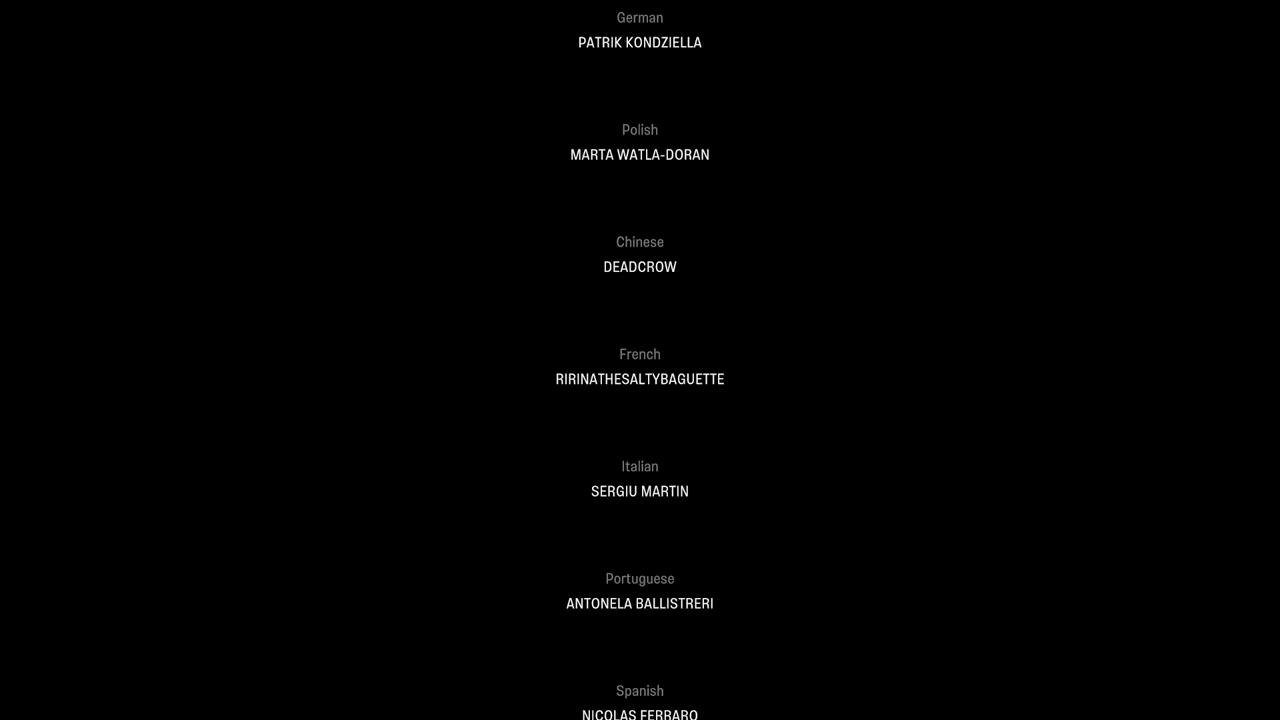 German
PATRIK KONDZIELLA
Polish
MARTA WATLA-DORAN
Chinese
DEADCROW
French
RIRINATHESALTYBAGUETTE
Italian
SERGIU MARTIN
Portuguese
ANTONELA BALLISTRERI
Spanish
NICOLAS FERRARO